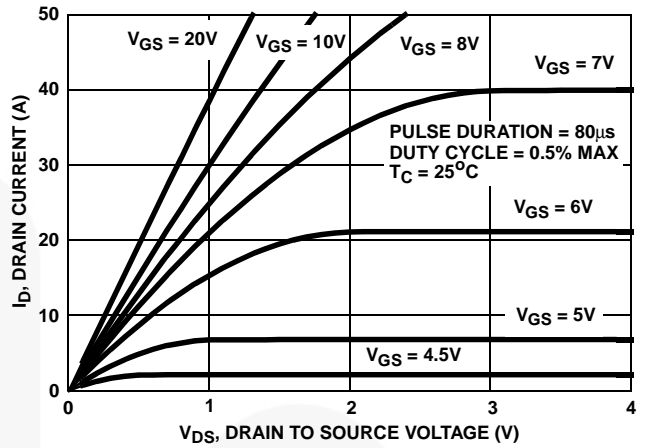 50
40
30
20
10
0
I_D, DRAIN CURRENT (A)
V_GS = 20V
V_GS = 10V
V_GS = 8V
V_GS = 7V
PULSE DURATION = 80µs
DUTY CYCLE = 0.5% MAX
T_C = 25°C
V_GS = 6V
V_GS = 5V
V_GS = 4.5V
0 1 2 3 4
V_DS, DRAIN TO SOURCE VOLTAGE (V)